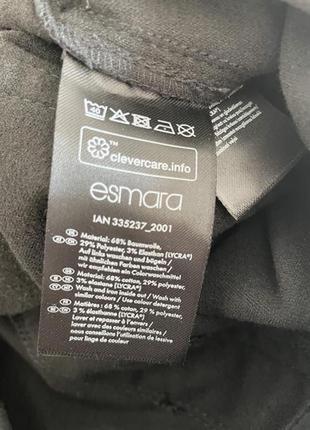 40
clevercare.info
esmara
IAN 335237_2001
Material: 68% Baumwolle,
29% Polyester, 3% Elasthan (LYCRA®)
Auf links waschen und bügeln /
mit ähnlichen Farben waschen /
wir empfehlen ein Colorwaschmittel
Material: 68% cotton, 29% polyester,
3% elastane (LYCRA®)
Wash and iron inside out / Wash with
similar colours / Use colour detergent
Matières : 68 % coton, 29 % polyester,
3 % élasthanne (LYCRA®)
Laver et repasser à l'envers /
laver avec des couleurs similaires /
nous conseillons l'utilisation de lessive
pour linge de couleur